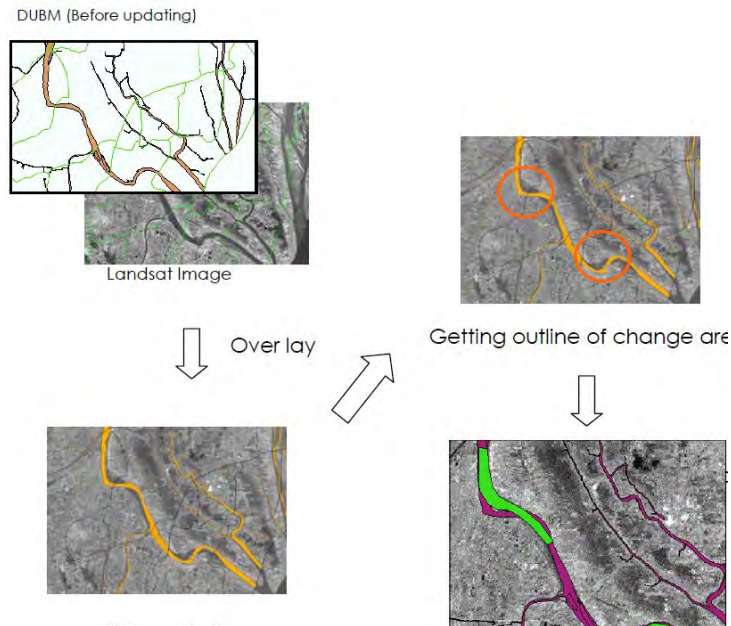 DUBM (Before updating)
Landsat Image
Over lay
Getting outline of change are